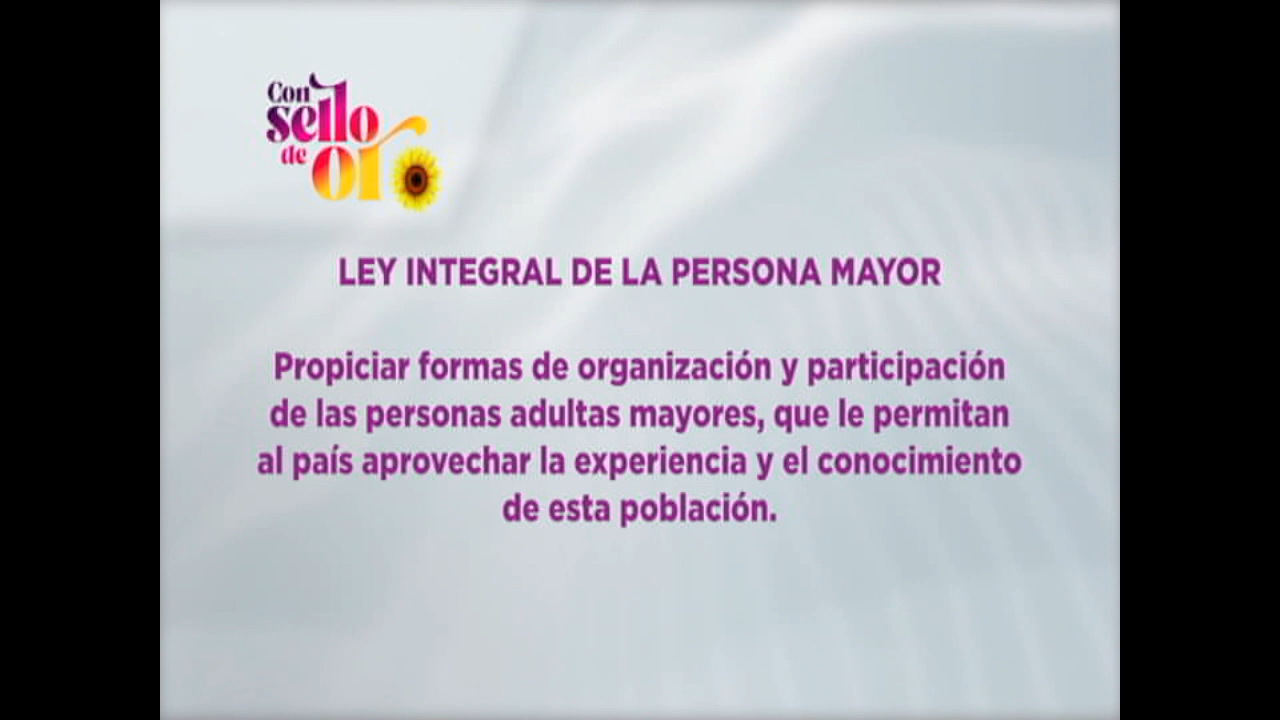 Con
sello
de oro
LEY INTEGRAL DE LA PERSONA MAYOR
Propiciar formas de organización y participación
de las personas adultas mayores, que le permitan
al país aprovechar la experiencia y el conocimiento
de esta población.